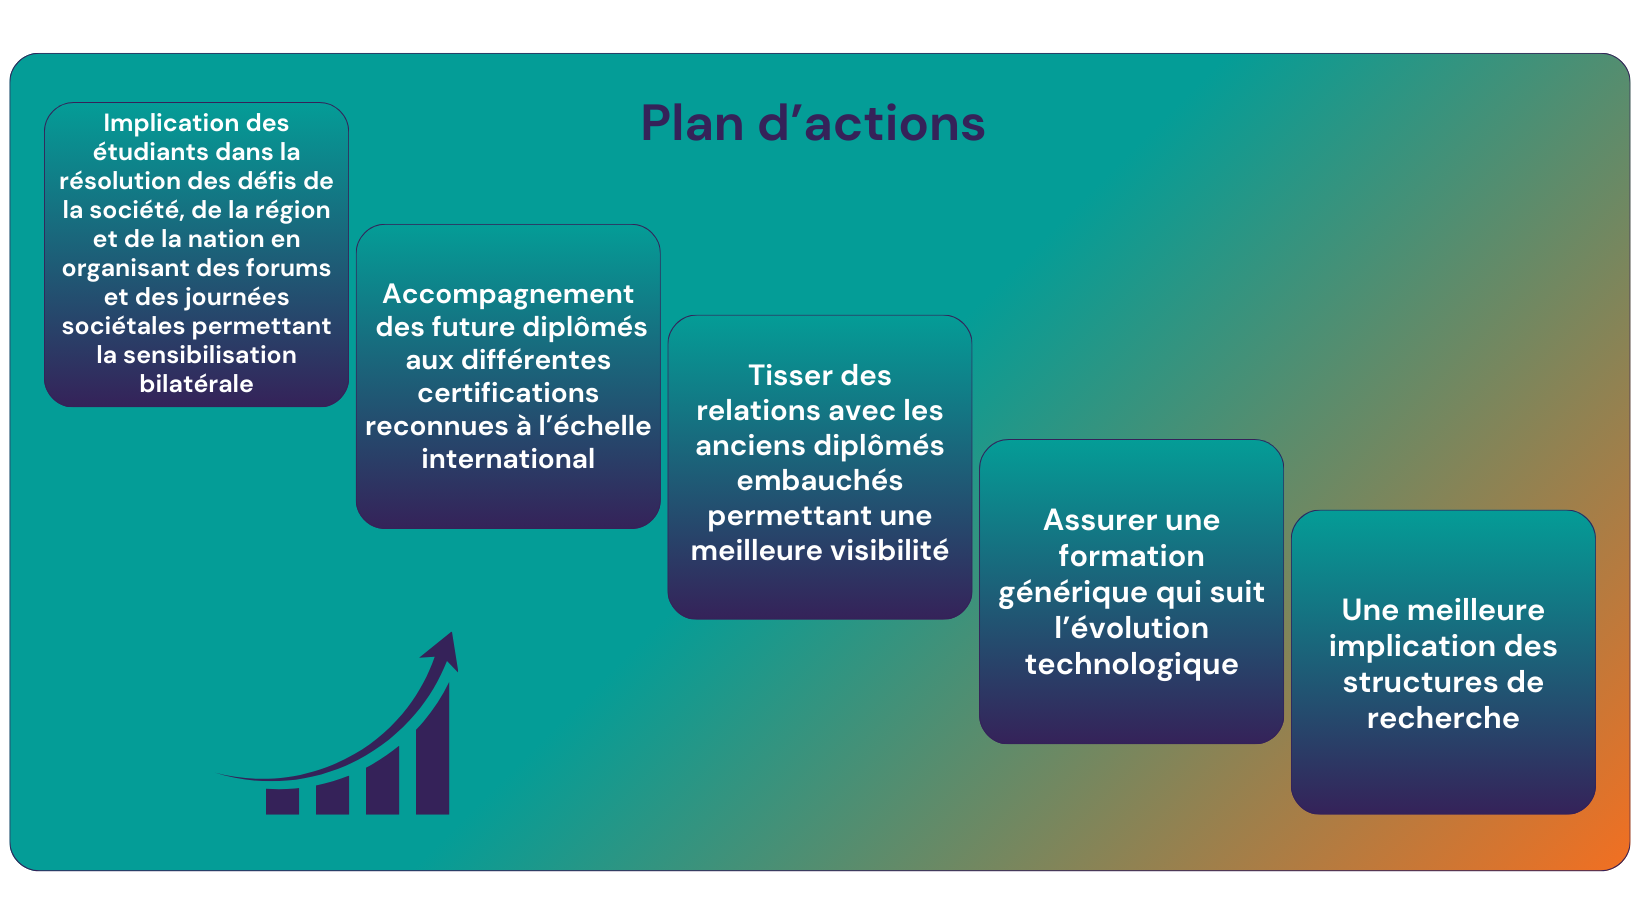 Plan d’actions
Implication des
étudiants dans la
résolution des défis de
la société, de la région
et de la nation en
organisant des forums
et des journées
sociétales permettant
la sensibilisation
bilatérale
Accompagnement
des future diplômés
aux différentes
certifications
reconnues à l’échelle
international
Tisser des
relations avec les
anciens diplômés
embauchés
permettant une
meilleure visibilité
Assurer une
formation
générique qui suit
l’évolution
technologique
Une meilleure
implication des
structures de
recherche